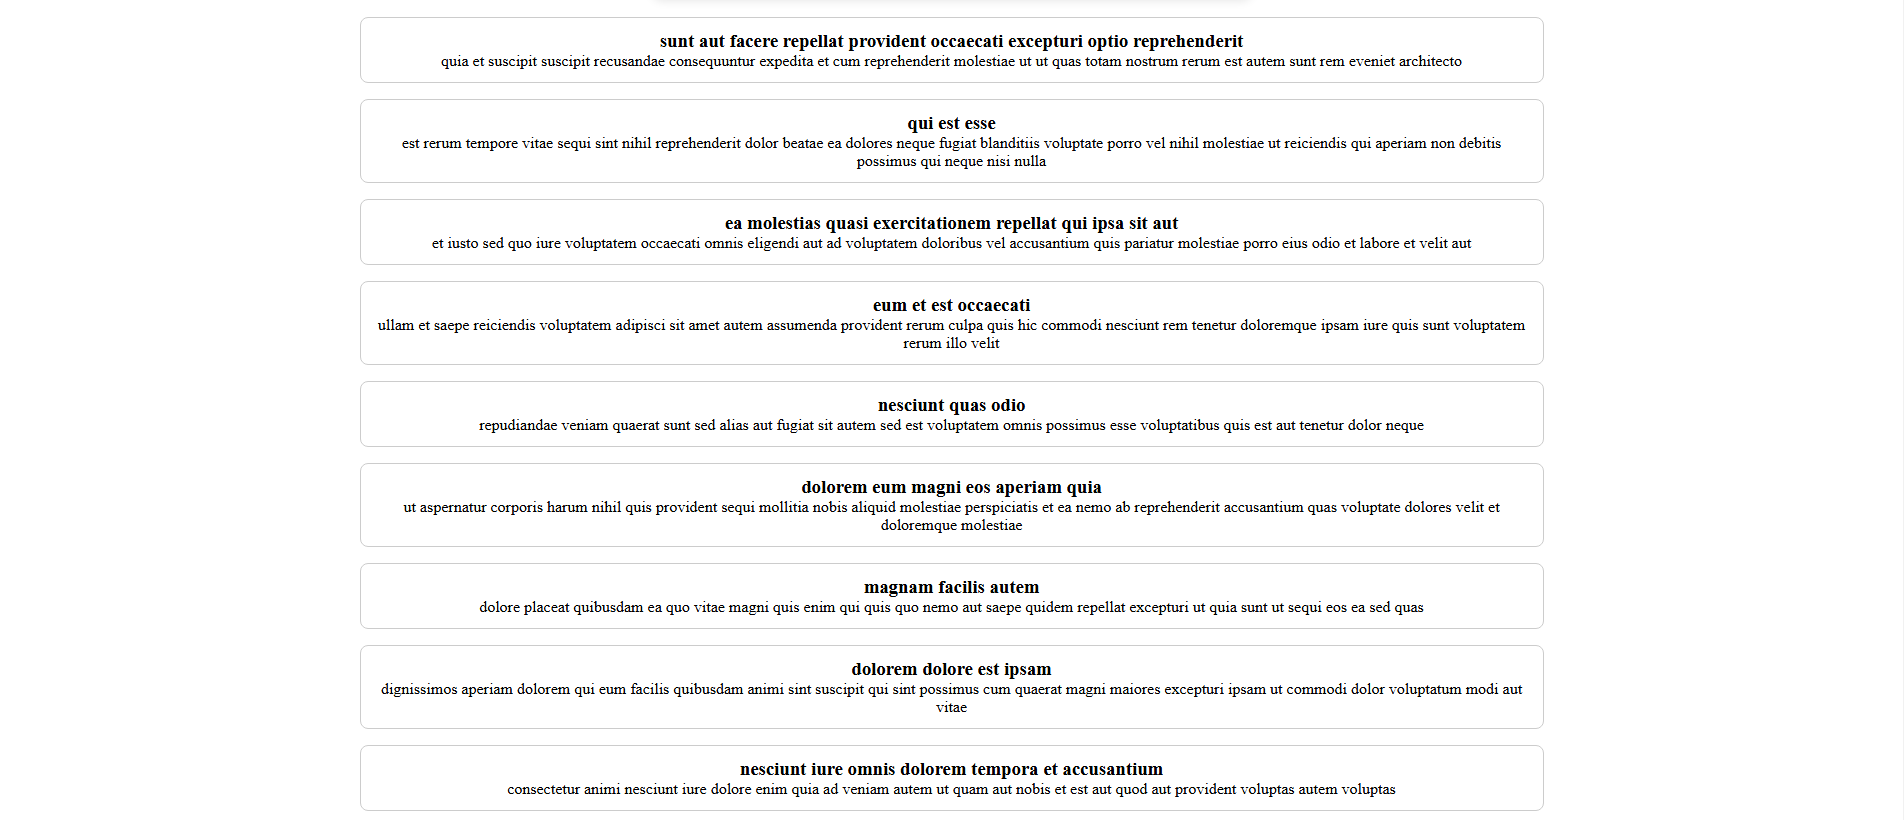 sunt aut facere repellat provident occaecati excepturi optio reprehenderit
quia et suscipit suscipit recusandae consequuntur expedita et cum reprehenderit molestiae ut ut quas totam nostrum rerum est autem sunt rem eveniet architecto
qui est esse
est rerum tempore vitae sequi sint nihil reprehenderit dolor beatae ea dolores neque fugiat blanditiis voluptate porro vel nihil molestiae ut reiciendis qui aperiam non debitis
possimus qui neque nisi nulla
ea molestias quasi exercitationem repellat qui ipsa sit aut
et iusto sed quo iure voluptatem occaecati omnis eligendi aut ad voluptatem doloribus vel accusantium quis pariatur molestiae porro eius odio et labore et velit aut
eum et est occaecati
ullam et saepe reiciendis voluptatem adipisci sit amet autem assumenda provident rerum culpa quis hic commodi nesciunt rem tenetur doloremque ipsam iure quis sunt voluptatem
rerum illo velit
nesciunt quas odio
repudiandae veniam quaerat sunt sed alias aut fugiat sit autem sed est voluptatem omnis possimus esse voluptatibus quis est aut tenetur dolor neque
dolorem eum magni eos aperiam quia
ut aspernatur corporis harum nihil quis provident sequi mollitia nobis aliquid molestiae perspiciatis et ea nemo ab reprehenderit accusantium quas voluptate dolores velit et
doloremque molestiae
magnam facilis autem
dolore placeat quibusdam ea quo vitae magni quis enim qui quis quo nemo aut saepe quidem repellat excepturi ut quia sunt ut sequi eos ea sed quas
dolorem dolore est ipsam
dignissimos aperiam dolorem qui eum facilis quibusdam animi sint suscipit qui sint possimus cum quaerat magni maiores excepturi ipsam ut commodi dolor voluptatum modi aut
vitae
nesciunt iure omnis dolorem tempora et accusantium
consectetur animi nesciunt iure dolore enim quia ad veniam autem ut quam aut nobis et est aut quod aut provident voluptas autem voluptas